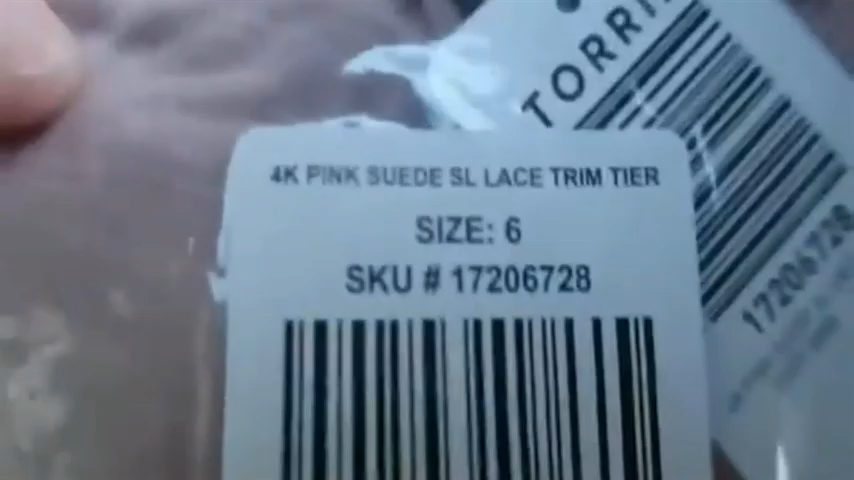 TORRI
4K PINK SUEDE SL LACE TRIM TIER
SIZE: 6
SKU # 17206728
17206728